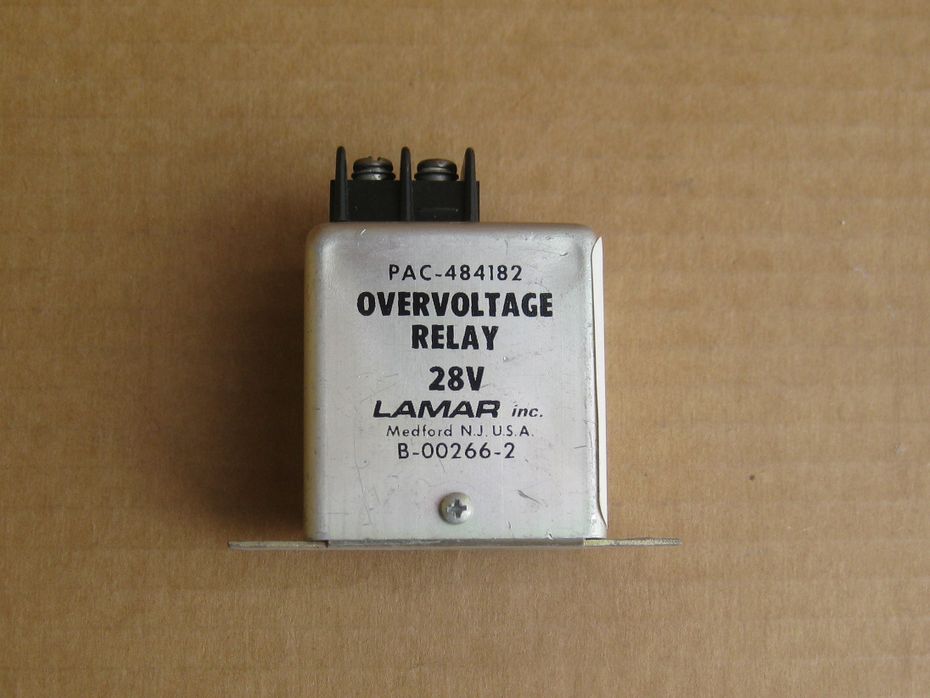 PAC-484182
OVERVOLTAGE
RELAY
28V
LAMAR inc.
Medford N.J. U.S.A.
B-00266-2